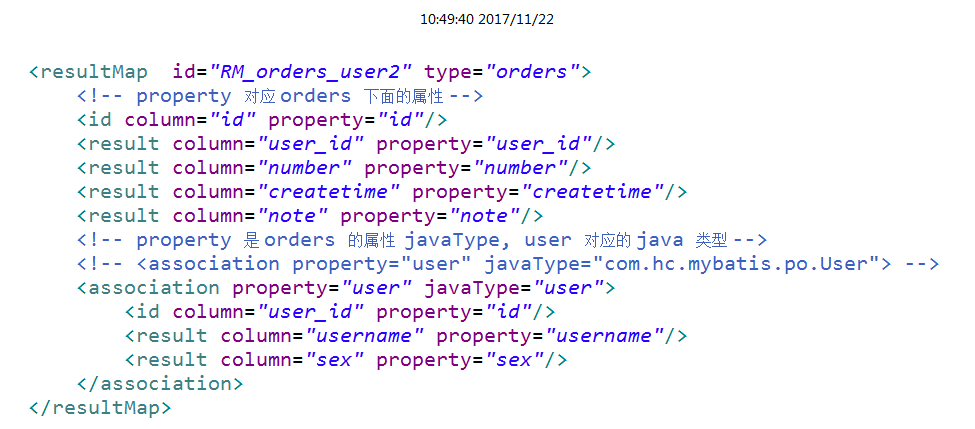 10:49:40 2017/11/22
<resultMap  id="RM_orders_user2" type="orders">
    <!-- property 对应 orders 下面的属性 -->
    <id column="id" property="id"/>
    <result column="user_id" property="user_id"/>
    <result column="number" property="number"/>
    <result column="createtime" property="createtime"/>
    <result column="note" property="note"/>
    <!-- property 是 orders 的属性 javaType, user 对应的 java 类型 -->
    <!-- <association property="user" javaType="com.hc.mybatis.po.User"> -->
    <association property="user" javaType="user">
        <id column="user_id" property="id"/>
        <result column="username" property="username"/>
        <result column="sex" property="sex"/>
    </association>
</resultMap>